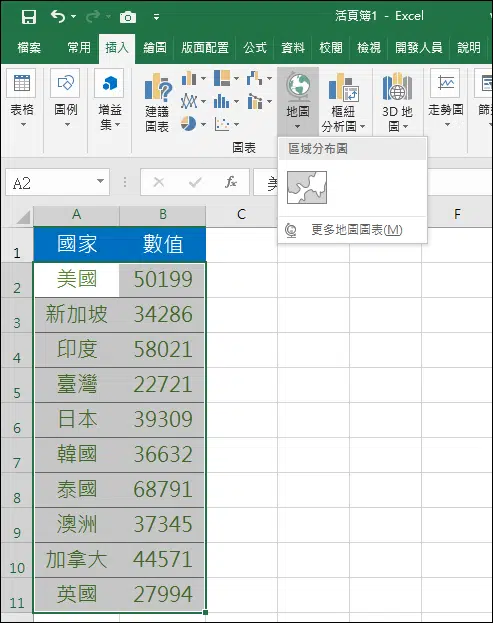 活頁簿1 - Excel
檔案 常用 插入 繪圖 版面配置 公式 資料 校閱 檢視 開發人員 說明
表格 圖例 增益集 建議圖表 地圖 樞紐分析圖 3D 地圖 走勢圖
圖表
區域分布圖
更多地圖圖表(M)
A2 fx
A B C F
1 國家 數值
2 美國 50199
3 新加坡 34286
4 印度 58021
5 臺灣 22721
6 日本 39309
7 韓國 36632
8 泰國 68791
9 澳洲 37345
10 加拿大 44571
11 英國 27994